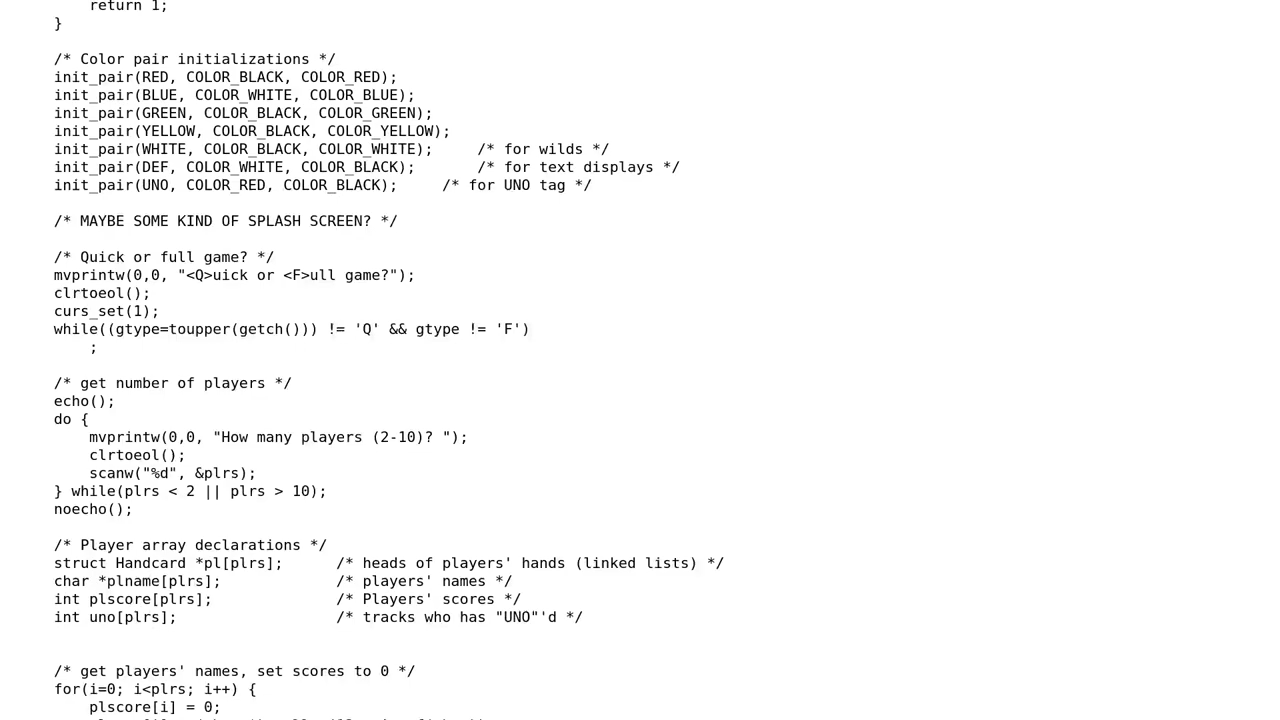 return 1;
}
/* Color pair initializations */
init_pair(RED, COLOR_BLACK, COLOR_RED);
init_pair(BLUE, COLOR_WHITE, COLOR_BLUE);
init_pair(GREEN, COLOR_BLACK, COLOR_GREEN);
init_pair(YELLOW, COLOR_BLACK, COLOR_YELLOW);
init_pair(WHITE, COLOR_BLACK, COLOR_WHITE);     /* for wilds */
init_pair(DEF, COLOR_WHITE, COLOR_BLACK);       /* for text displays */
init_pair(UNO, COLOR_RED, COLOR_BLACK);     /* for UNO tag */
/* MAYBE SOME KIND OF SPLASH SCREEN? */
/* Quick or full game? */
mvprintw(0,0, "<Q>uick or <F>ull game?");
clrtoeol();
curs_set(1);
while((gtype=toupper(getch())) != 'Q' && gtype != 'F')
    ;
/* get number of players */
echo();
do {
    mvprintw(0,0, "How many players (2-10)? ");
    clrtoeol();
    scanw("%d", &plrs);
} while(plrs < 2 || plrs > 10);
noecho();
/* Player array declarations */
struct Handcard *pl[plrs];      /* heads of players' hands (linked lists) */
char *plname[plrs];             /* players' names */
int plscore[plrs];              /* Players' scores */
int uno[plrs];                  /* tracks who has "UNO"'d */
/* get players' names, set scores to 0 */
for(i=0; i<plrs; i++) {
    plscore[i] = 0;